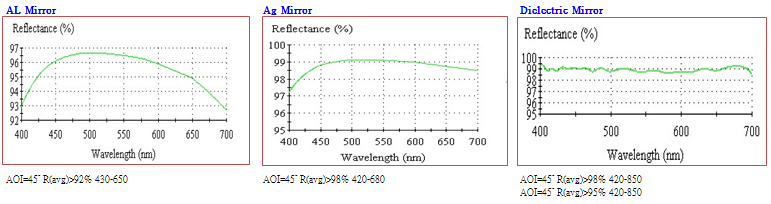 AL Mirror
Reflectance (%)
97
96
95
94
93
92
400 450 500 550 600 650 700
Wavelength (nm)
AOI=45˚ R(avg)>92% 430-650
Ag Mirror
Reflectance (%)
100
99
98
97
96
95
400 450 500 550 600 650 700
Wavelength (nm)
AOI=45˚ R(avg)>98% 420-680
Diclectric Mirror
Reflectance (%)
100
99
98
97
96
95
400 500 600 700
Wavelength (nm)
AOI=45˚ R(avg)>98% 420-850
AOI=45˚ R(avg)>95% 420-850